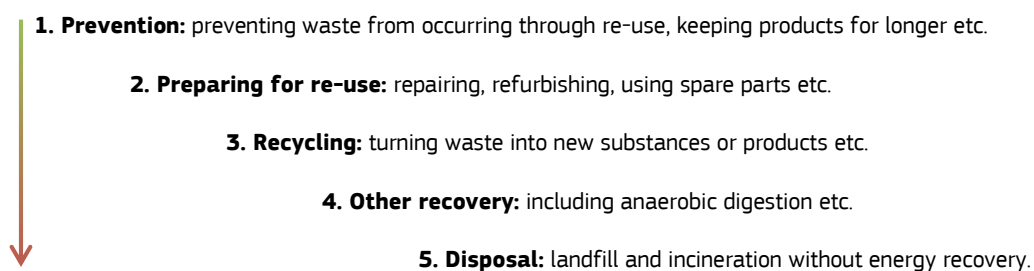 1. Prevention: preventing waste from occurring through re-use, keeping products for longer etc.
2. Preparing for re-use: repairing, refurbishing, using spare parts etc.
3. Recycling: turning waste into new substances or products etc.
4. Other recovery: including anaerobic digestion etc.
5. Disposal: landfill and incineration without energy recovery.